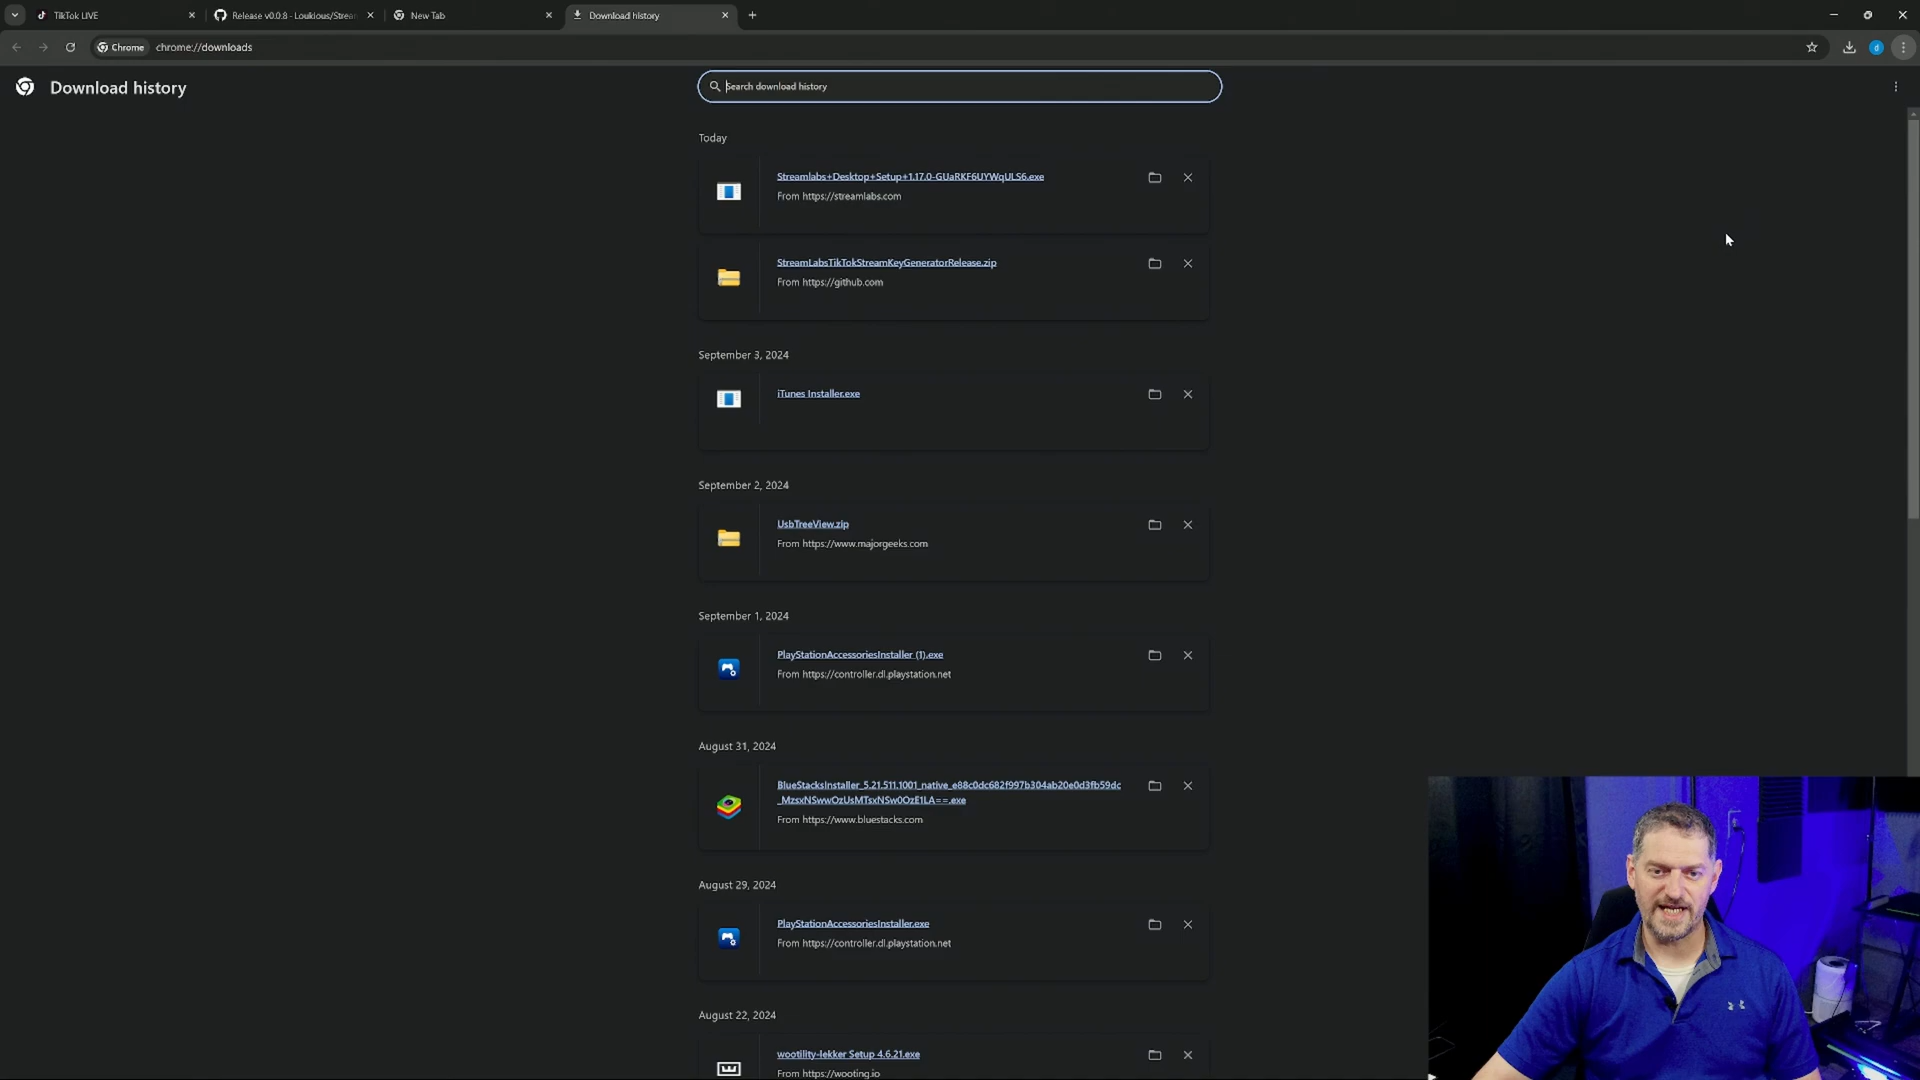 TikTok LIVE
Release v0.0.8 - Loukious/Strea
New Tab
Download history
Chrome
chrome://downloads
d
Download history
Search download history
Today
Streamlabs+Desktop+Setup+1.17.0-GUaRKF6UYWqULS6.exe
From https://streamlabs.com
StreamLabsTikTokStreamKeyGeneratorRelease.zip
From https://github.com
September 3, 2024
iTunes Installer.exe
September 2, 2024
UsbTreeView.zip
From https://www.majorgeeks.com
September 1, 2024
PlayStationAccessoriesInstaller (1).exe
From https://controller.dl.playstation.net
August 31, 2024
BlueStacksInstaller_5.21.511.1001_native_e88c0dc682f997b304ab20e0d3fb59dc
_MzsxNSwwOzUsMTsxNSw0OzE1LA==.exe
From https://www.bluestacks.com
August 29, 2024
PlayStationAccessoriesInstaller.exe
From https://controller.dl.playstation.net
August 22, 2024
wootility-lekker Setup 4.6.21.exe
From https://wooting.io